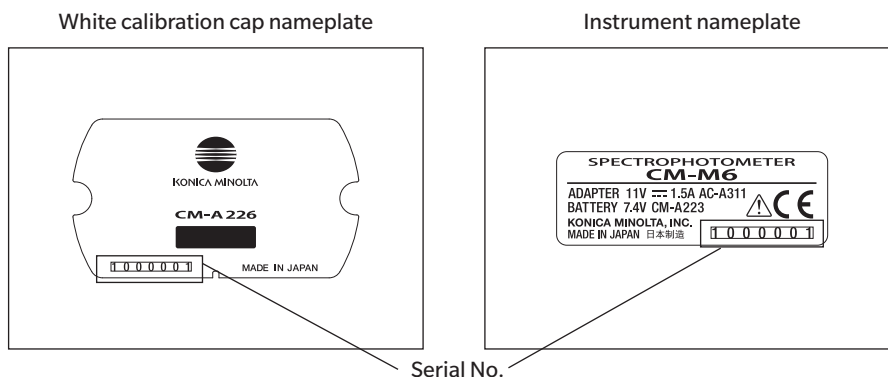 White calibration cap nameplate
KONICA MINOLTA
CM-A226
1000001
MADE IN JAPAN
Instrument nameplate
SPECTROPHOTOMETER
CM-M6
ADAPTER 11V ⎓ 1.5A AC-A311
BATTERY 7.4V CM-A223
KONICA MINOLTA, INC.
MADE IN JAPAN 日本制造
CE
1000001
Serial No.